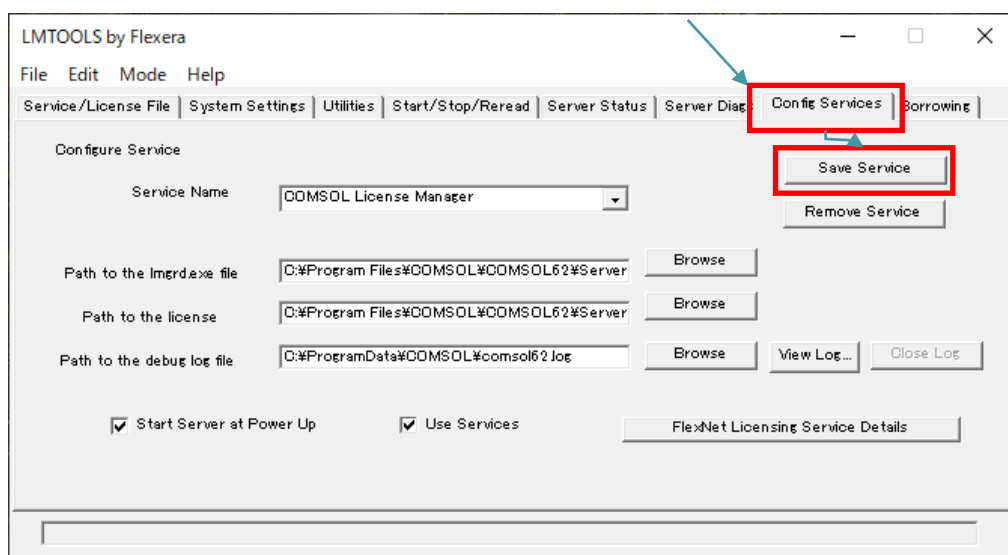 LMTOOLS by Flexera
File Edit Mode Help
Service/License File System Settings Utilities Start/Stop/Reread Server Status Server Diags Config Services Borrowing
Configure Service
Save Service
Service Name COMSOL License Manager
Remove Service
Path to the lmgrd.exe file C:¥Program Files¥COMSOL¥COMSOL62¥Server Browse
Path to the license C:¥Program Files¥COMSOL¥COMSOL62¥Server Browse
Path to the debug log file C:¥ProgramData¥COMSOL¥comsol62.log Browse View Log... Close Log
Start Server at Power Up Use Services FlexNet Licensing Service Details